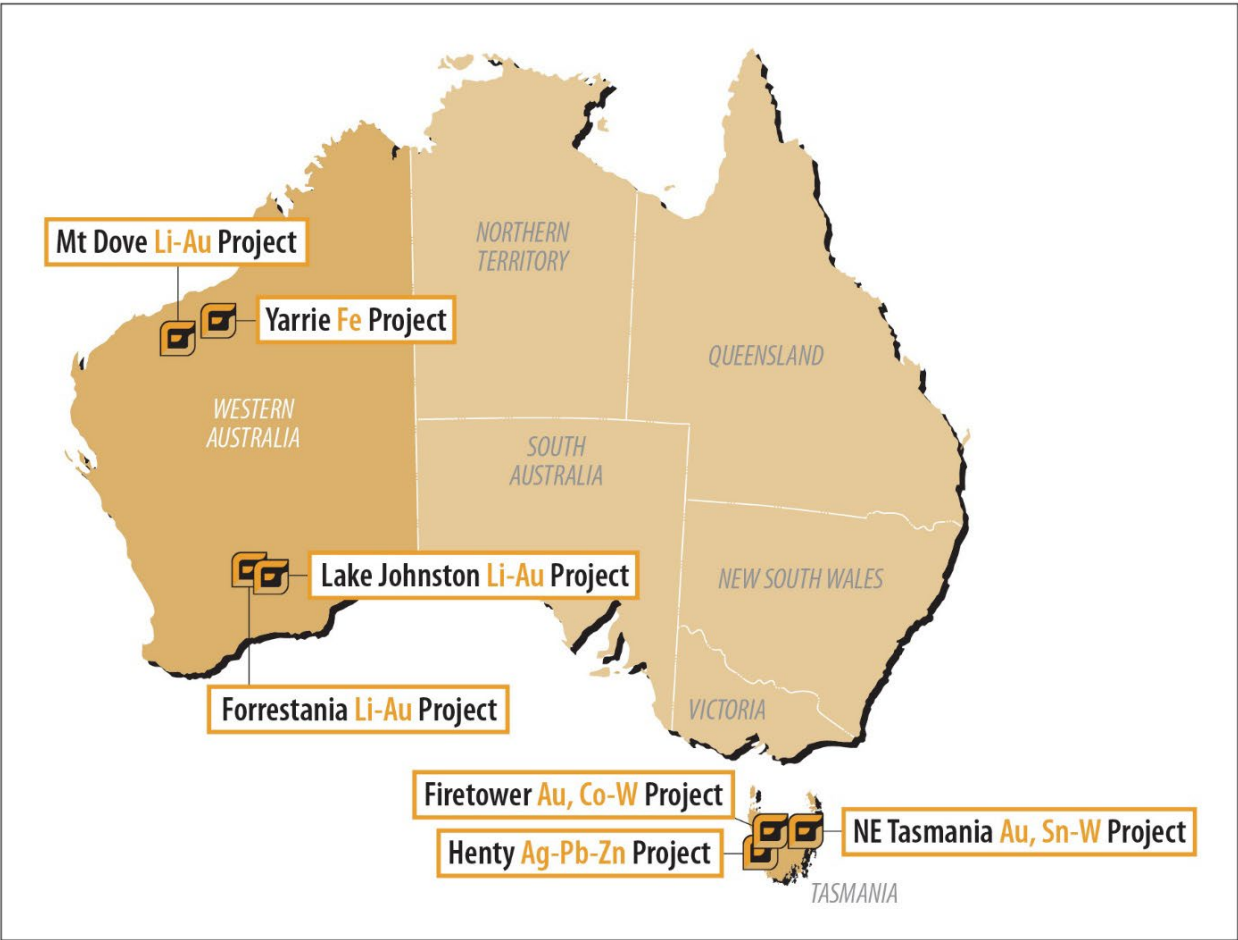 NORTHERN
TERRITORY
Mt Dove Li-Au Project
Yarrie Fe Project
QUEENSLAND
WESTERN
AUSTRALIA
SOUTH
AUSTRALIA
Lake Johnston Li-Au Project
NEW SOUTH WALES
Forrestania Li-Au Project
VICTORIA
Firetower Au, Co-W Project
NE Tasmania Au, Sn-W Project
Henty Ag-Pb-Zn Project
TASMANIA